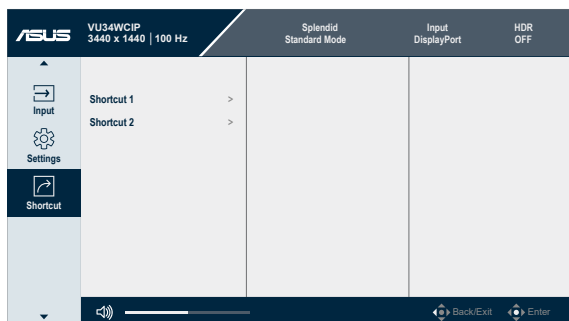 ASUS
VU34WCIP
3440 x 1440 | 100 Hz
Splendid
Standard Mode
Input
DisplayPort
HDR
OFF
Input
Settings
Shortcut
Shortcut 1 >
Shortcut 2 >
Back/Exit
Enter